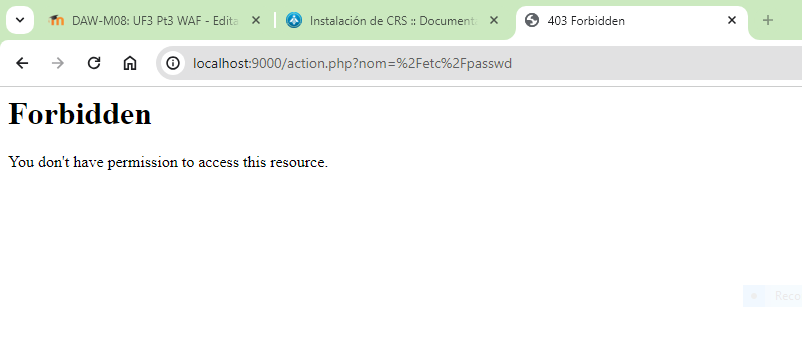 DAW-M08: UF3 Pt3 WAF - Edita
Instalación de CRS :: Documenta
403 Forbidden
localhost:9000/action.php?nom=%2Fetc%2Fpasswd
Forbidden
You don't have permission to access this resource.
Reco